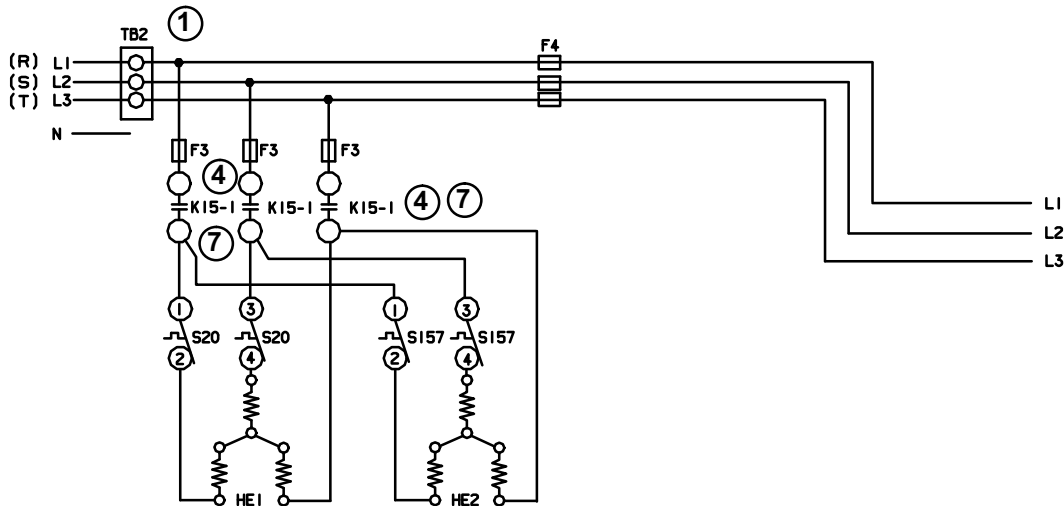 1
TB2
F4
(R) L1
(S) L2
(T) L3
N
F3 F3 F3
4
K15-1 K15-1 K15-1 4 7
7
L1
L2
L3
1 3 1 3
S20 S20 S157 S157
2 4 2 4
HE1 HE2